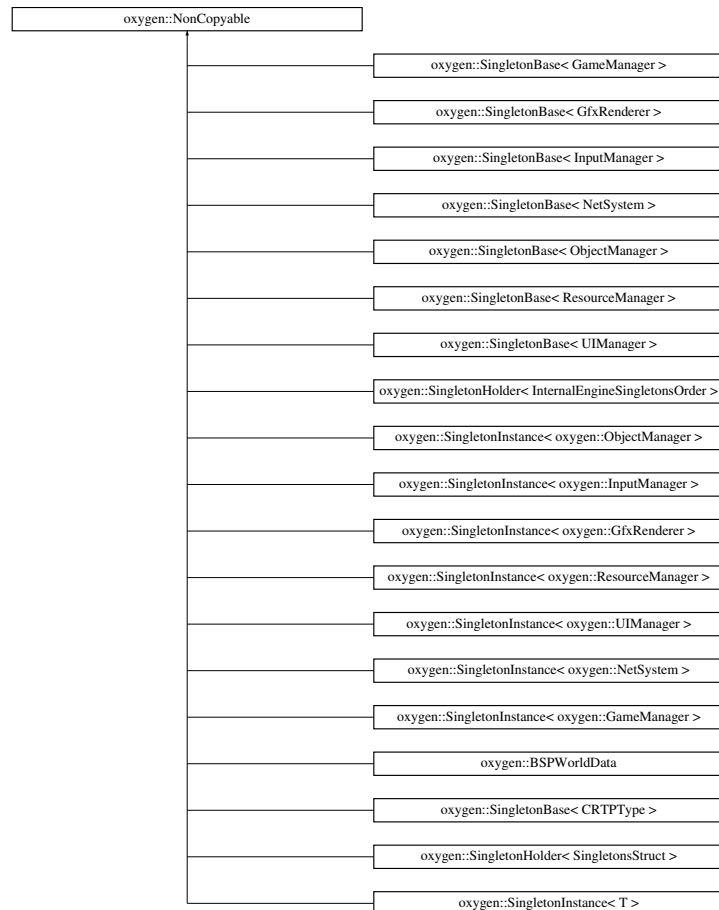 oxygen::NonCopyable
oxygen::SingletonBase< GameManager >
oxygen::SingletonBase< GfxRenderer >
oxygen::SingletonBase< InputManager >
oxygen::SingletonBase< NetSystem >
oxygen::SingletonBase< ObjectManager >
oxygen::SingletonBase< ResourceManager >
oxygen::SingletonBase< UIManager >
oxygen::SingletonHolder< InternalEngineSingletonsOrder >
oxygen::SingletonInstance< oxygen::ObjectManager >
oxygen::SingletonInstance< oxygen::InputManager >
oxygen::SingletonInstance< oxygen::GfxRenderer >
oxygen::SingletonInstance< oxygen::ResourceManager >
oxygen::SingletonInstance< oxygen::UIManager >
oxygen::SingletonInstance< oxygen::NetSystem >
oxygen::SingletonInstance< oxygen::GameManager >
oxygen::BSPWorldData
oxygen::SingletonBase< CRTPType >
oxygen::SingletonHolder< SingletonsStruct >
oxygen::SingletonInstance< T >